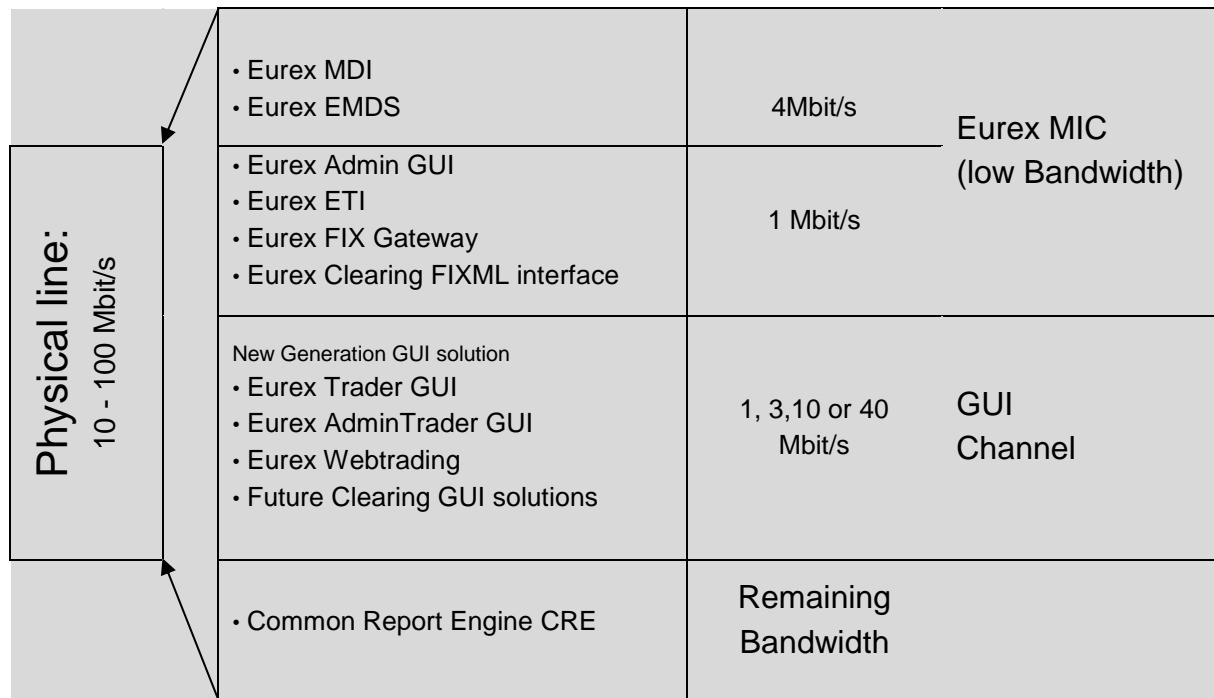 Physical line:
10 - 100 Mbit/s
• Eurex MDI
• Eurex EMDS
4Mbit/s
Eurex MIC
(low Bandwidth)
• Eurex Admin GUI
• Eurex ETI
• Eurex FIX Gateway
• Eurex Clearing FIXML interface
1 Mbit/s
New Generation GUI solution
• Eurex Trader GUI
• Eurex AdminTrader GUI
• Eurex Webtrading
• Future Clearing GUI solutions
1, 3,10 or 40
Mbit/s
GUI
Channel
• Common Report Engine CRE
Remaining
Bandwidth